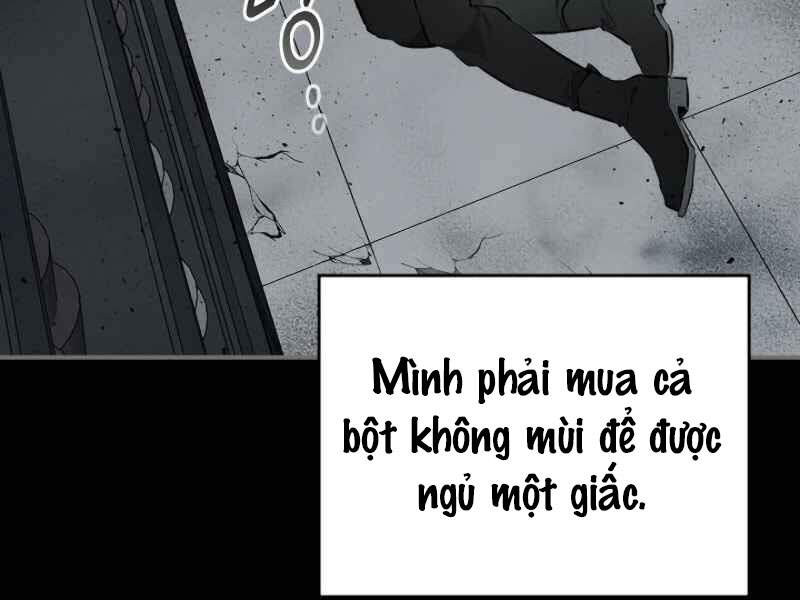 Mình phải mua cả
bột không mùi để được
ngủ một giấc.